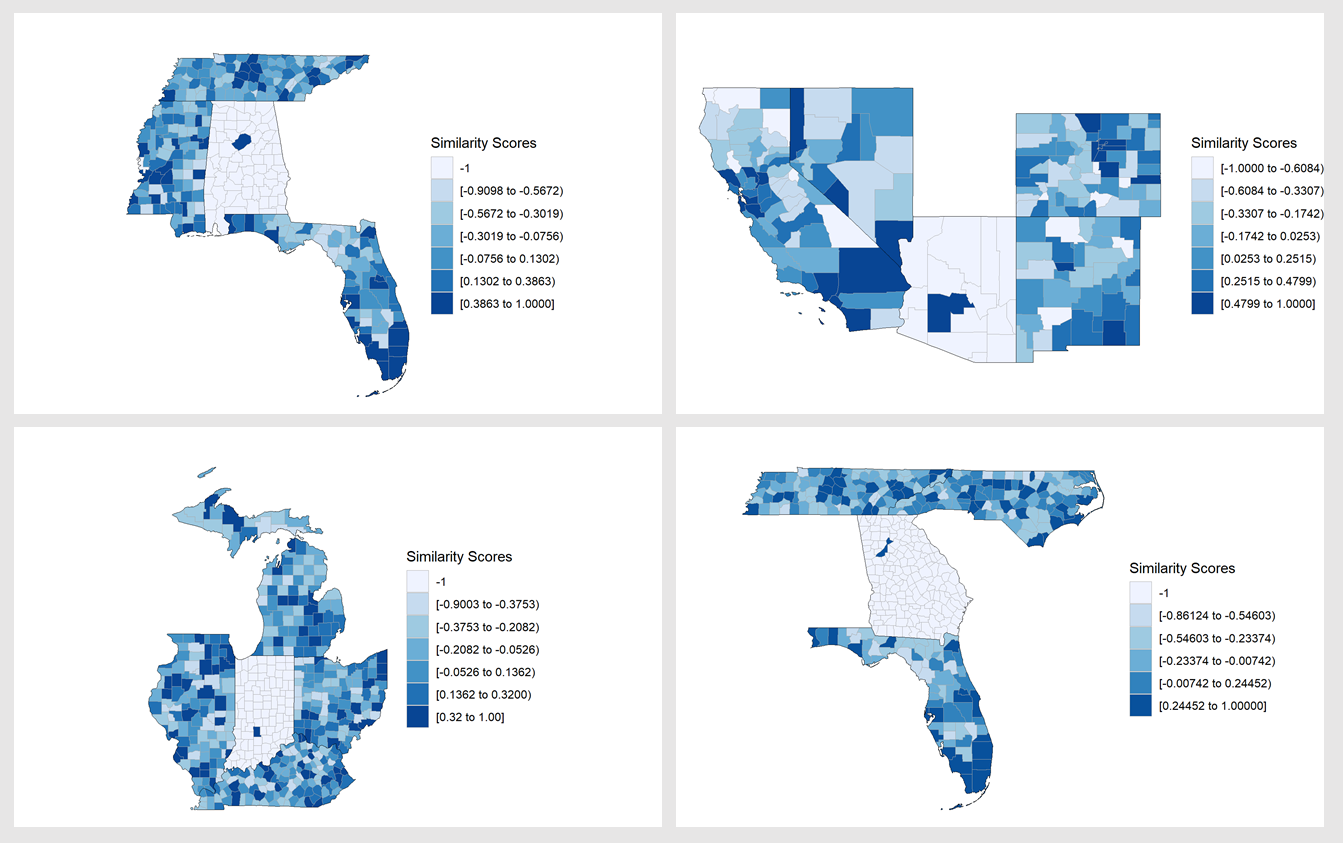 Similarity Scores
-1
[-0.9098 to -0.5672)
[-0.5672 to -0.3019)
[-0.3019 to -0.0756)
[-0.0756 to 0.1302)
[0.1302 to 0.3863)
[0.3863 to 1.0000]
Similarity Scores
[-1.0000 to -0.6084)
[-0.6084 to -0.3307)
[-0.3307 to -0.1742)
[-0.1742 to 0.0253)
[0.0253 to 0.2515)
[0.2515 to 0.4799)
[0.4799 to 1.0000]
Similarity Scores
-1
[-0.9003 to -0.3753)
[-0.3753 to -0.2082)
[-0.2082 to -0.0526)
[-0.0526 to 0.1362)
[0.1362 to 0.3200)
[0.32 to 1.00]
Similarity Scores
-1
[-0.86124 to -0.54603)
[-0.54603 to -0.23374)
[-0.23374 to -0.00742)
[-0.00742 to 0.24452)
[0.24452 to 1.00000]